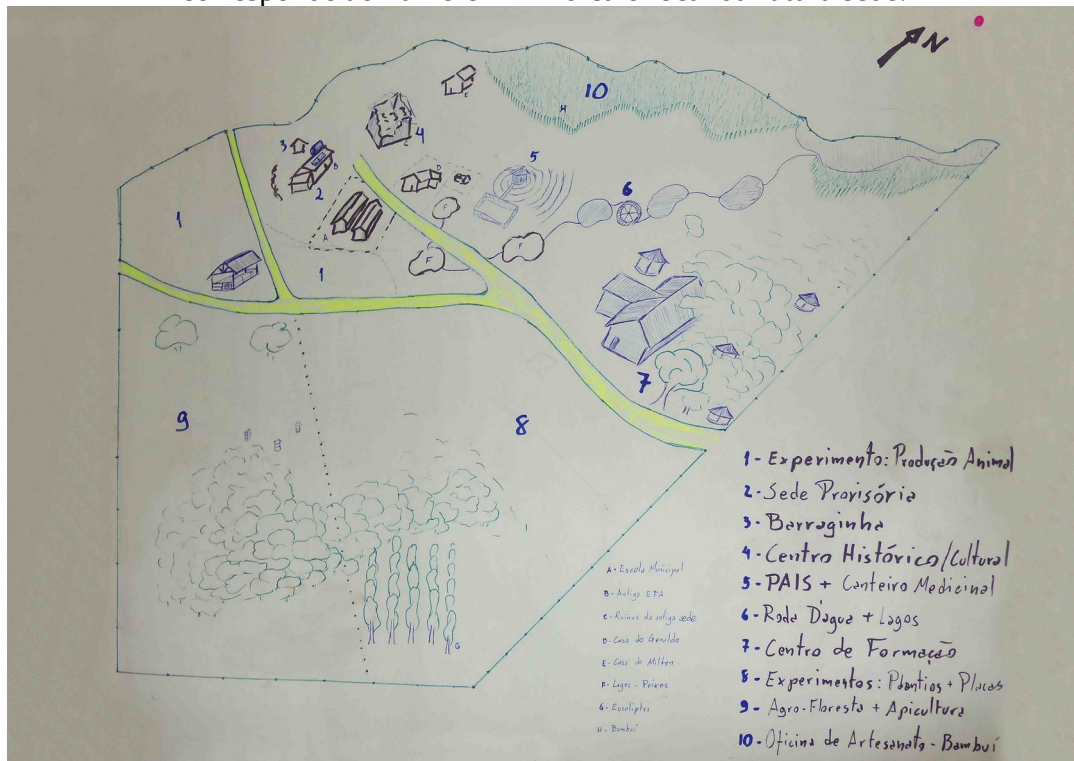 N
10
H
E
4
C
3
B
D
5
2
6
1
A
F
F
F
1
7
9
8
G
1- Experimento: Produção Animal
2- Sede Provisória
3- Barraginha
4- Centro Histórico/Cultural
5- PAIS + Canteiro Medicinal
6- Roda D'agua + Lagos
7- Centro de Formação
8- Experimentos: Plantios + Placas
9- Agro-Floresta + Apicultura
10- Oficina de Artesanato - Bambuí
A- Escola Municipal
B- Antiga EPA
C- Ruinas da antiga sede
D- Casa do Geraldo
E- Casa do Milton
F- Lagos - Peixes
G- Eucaliptos
H- Bambuí